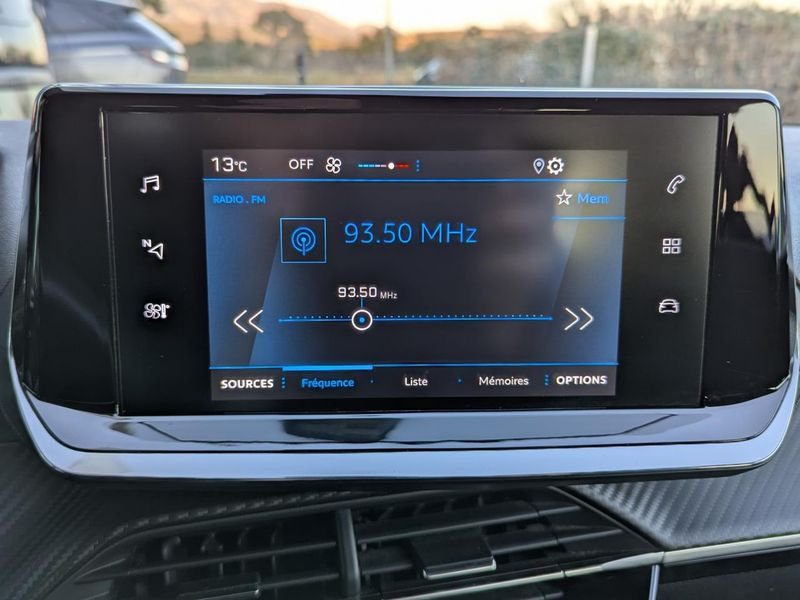 13°C OFF
RADIO . FM
Mem
93.50 MHz
93.50 MHz
N
SOURCES Fréquence Liste Mémoires OPTIONS